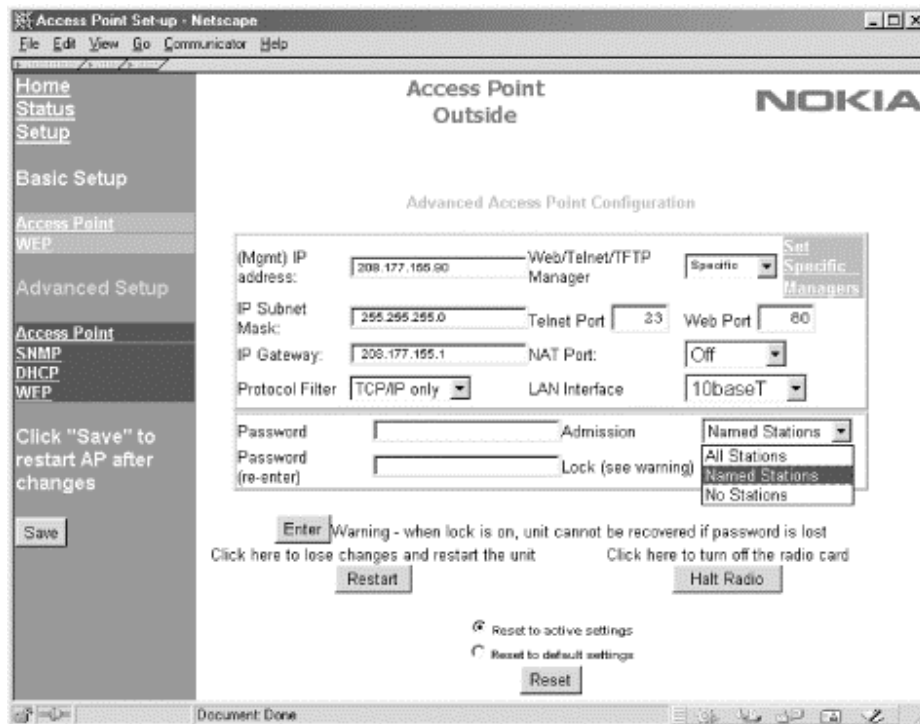 Access Point Set-up - Netscape
File Edit View Go Communicator Help
Home
Status
Setup
Basic Setup
Access Point
WEP
Advanced Setup
Access Point
SNMP
DHCP
WEP
Click "Save" to
restart AP after
changes
Save
Access Point
Outside
NOKIA
Advanced Access Point Configuration
(Mgmt) IP
address:
Web/Telnet/TFTP
Manager
Specific
Set
Specific
Managers
IP Subnet
Mask:
255.255.255.0
Telnet Port 23 Web Port 80
IP Gateway: 208.177.155.1 NAT Port: Off
Protocol Filter TCP/IP only LAN Interface 10baseT
Password Admission Named Stations
Password
(re-enter)
Lock (see warning)
All Stations
Named Stations
No Stations
Enter Warning - when lock is on, unit cannot be recovered if password is lost
Click here to lose changes and restart the unit Click here to turn off the radio card
Restart Halt Radio
Reset to active settings
Reset to default settings
Reset
Document: Done